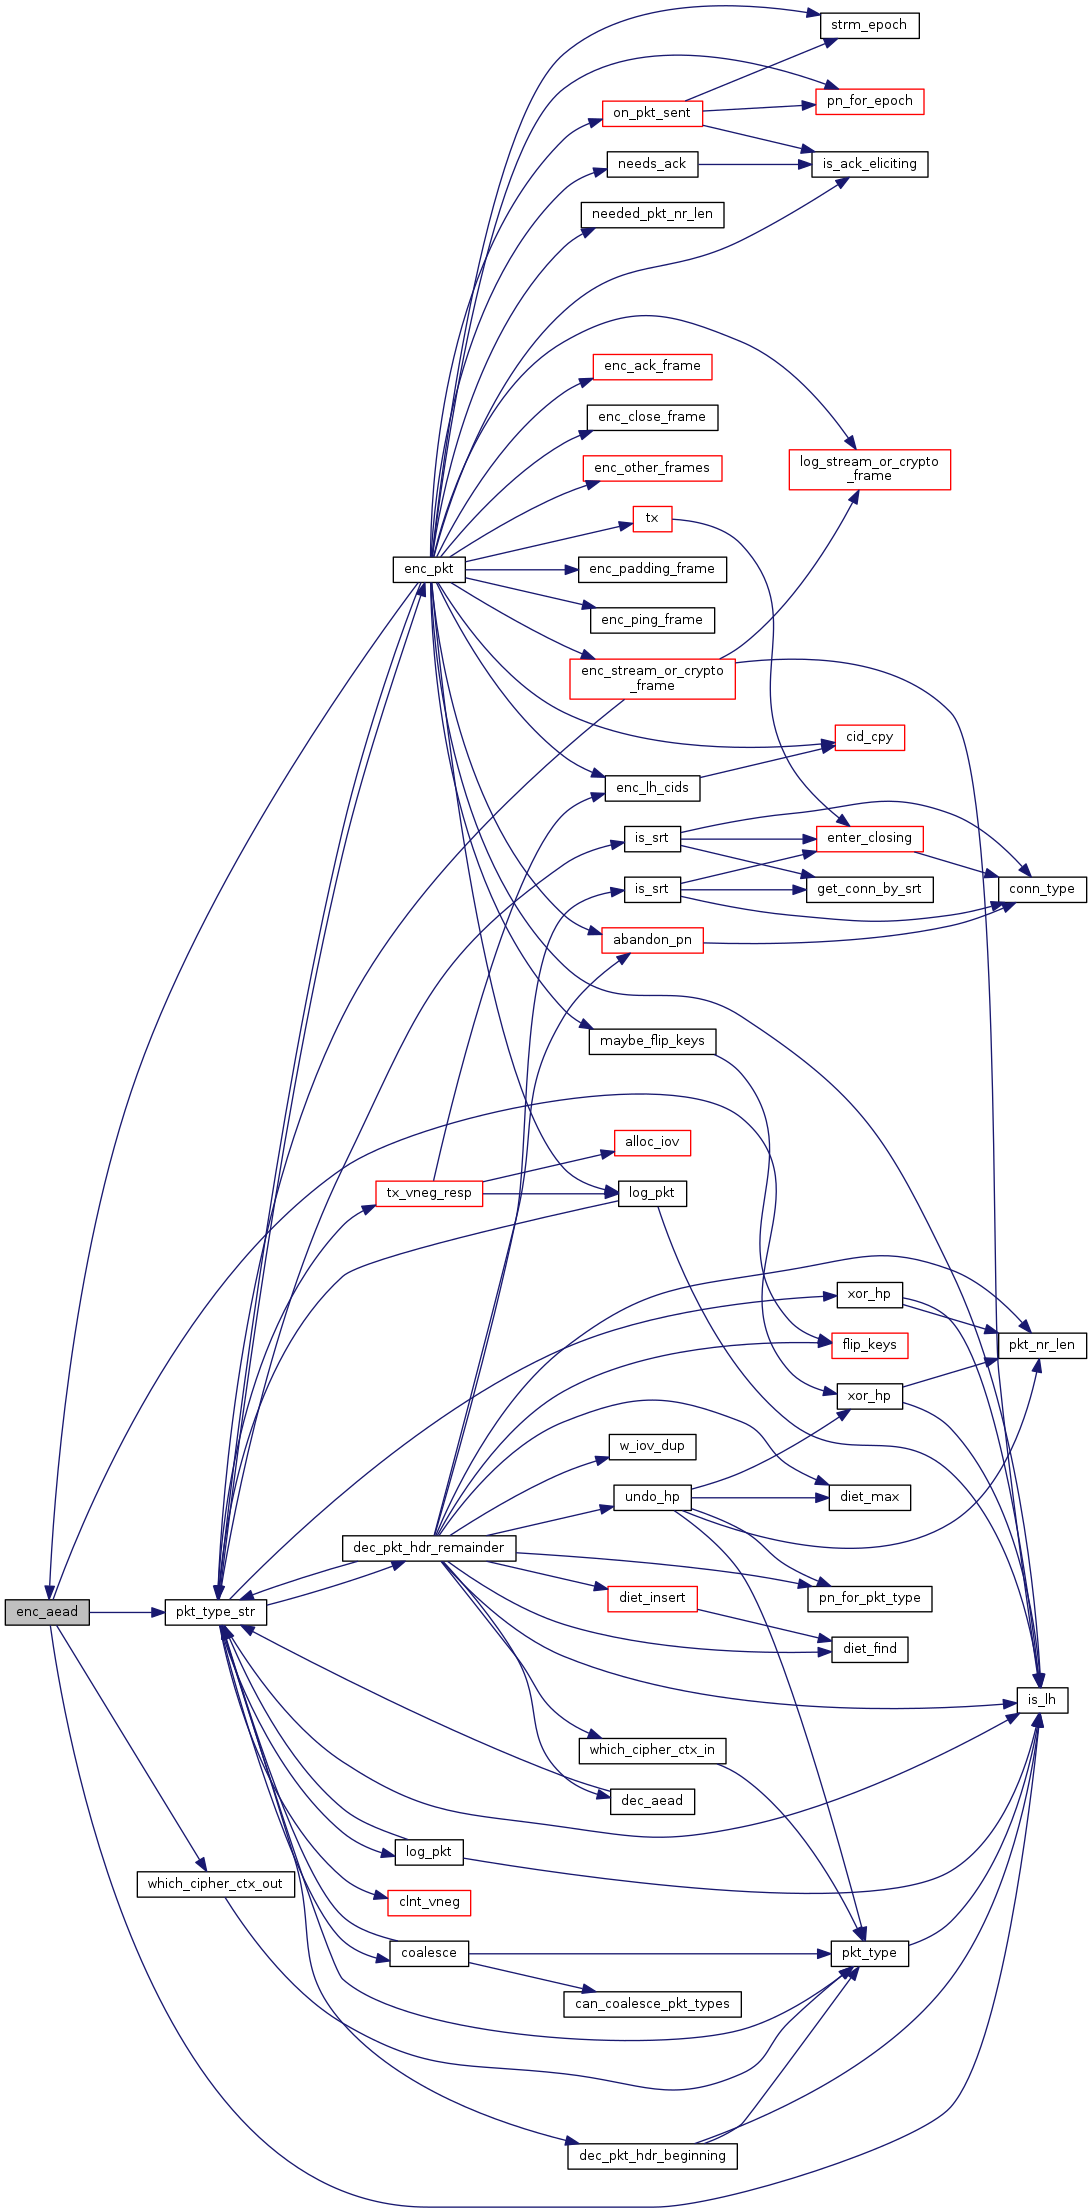 strm_epoch
pn_for_epoch
on_pkt_sent
needs_ack
is_ack_eliciting
needed_pkt_nr_len
enc_ack_frame
enc_close_frame
log_stream_or_crypto
_frame
enc_other_frames
tx
enc_pkt
enc_padding_frame
enc_ping_frame
enc_stream_or_crypto
_frame
cid_cpy
enc_lh_cids
is_srt
enter_closing
is_srt
get_conn_by_srt
conn_type
abandon_pn
maybe_flip_keys
alloc_iov
tx_vneg_resp
log_pkt
xor_hp
flip_keys
pkt_nr_len
xor_hp
w_iov_dup
undo_hp
diet_max
dec_pkt_hdr_remainder
diet_insert
pn_for_pkt_type
enc_aead
pkt_type_str
diet_find
is_lh
which_cipher_ctx_in
dec_aead
log_pkt
which_cipher_ctx_out
clnt_vneg
coalesce
pkt_type
can_coalesce_pkt_types
dec_pkt_hdr_beginning